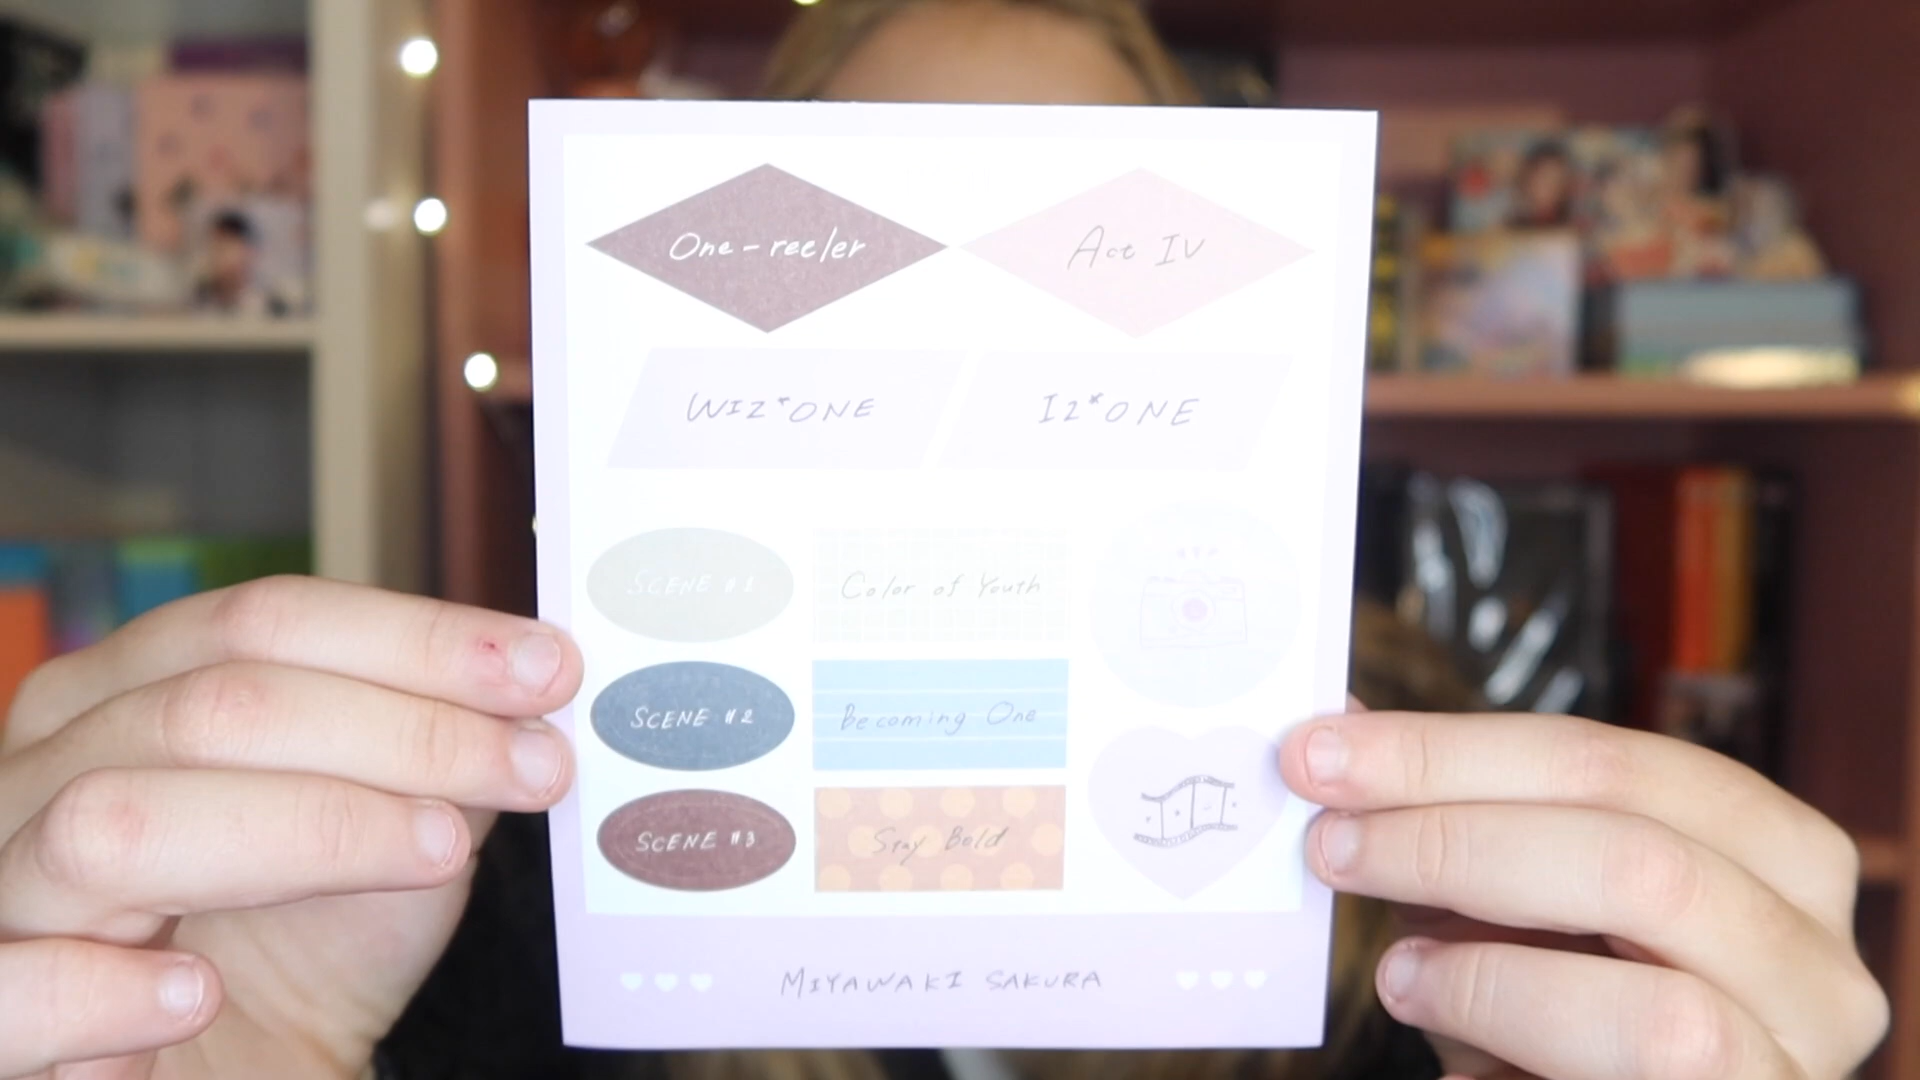 One-reeler
Act IV
WIZ*ONE
IZ*ONE
SCENE #1
Color of Youth
SCENE #2
Becoming One
SCENE #3
Stay Bold
MIYAWAKI SAKURA